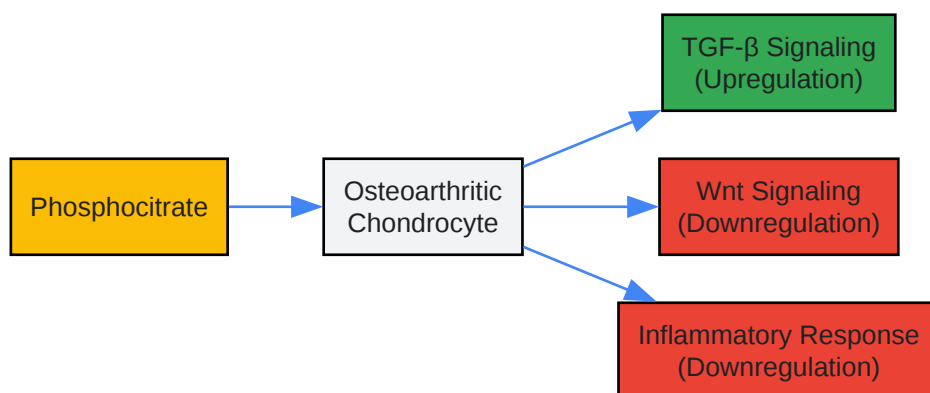 Phosphocitrate
Osteoarthritic
Chondrocyte
TGF-β Signaling
(Upregulation)
Wnt Signaling
(Downregulation)
Inflammatory Response
(Downregulation)